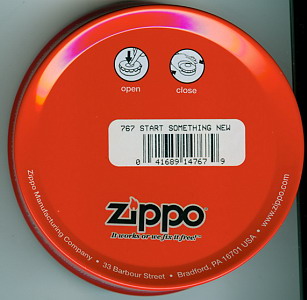 open close
767 START SOMETHING NEW
0 41689 14767 9
Zippo
It works or we fix it free!™
Zippo Manufacturing Company • 33 Barbour Street • Bradford, PA 16701 USA • www.zippo.com